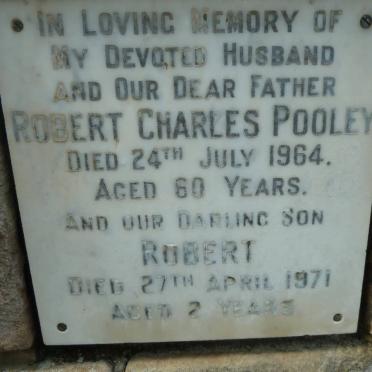 IN LOVING MEMORY OF
MY DEVOTED HUSBAND
AND OUR DEAR FATHER
ROBERT CHARLES POOLEY
DIED 24TH JULY 1964.
AGED 60 YEARS.
AND OUR DARLING SON
ROBERT
DIED 27TH APRIL 1971
AGED 2 YEARS